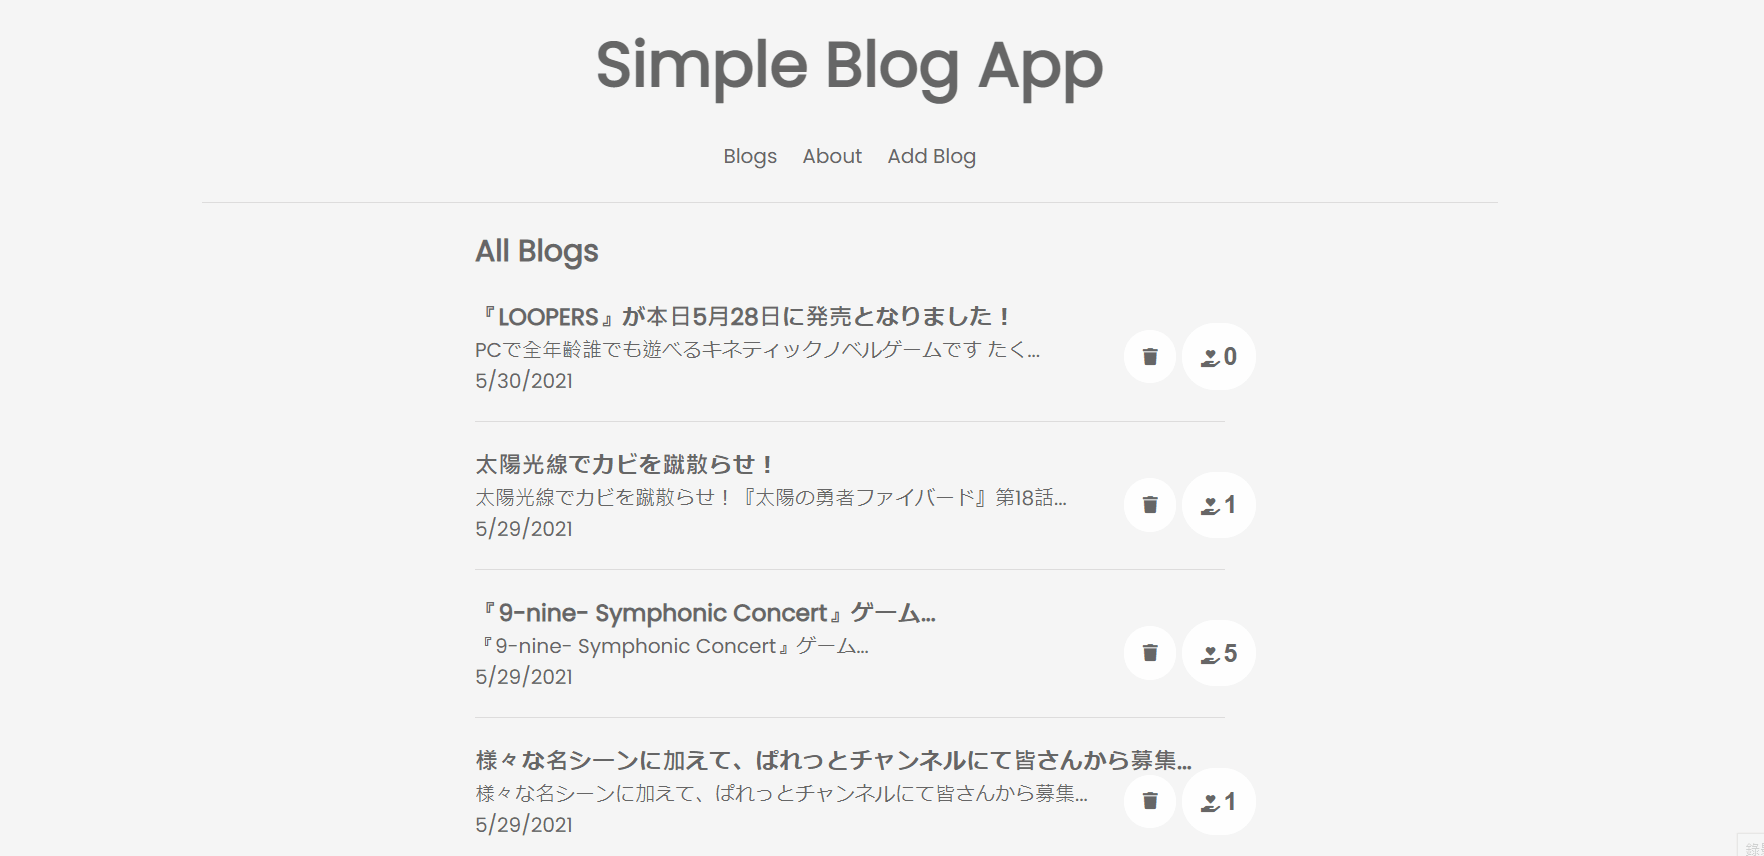 Simple Blog App
Blogs About Add Blog
All Blogs
『LOOPERS』が本日5月28日に発売となりました！
PCで全年齢誰でも遊べるキネティックノベルゲームです たく...
5/30/2021
0
太陽光線でカビを蹴散らせ！
太陽光線でカビを蹴散らせ！『太陽の勇者ファイバード』第18話...
5/29/2021
1
『9-nine- Symphonic Concert』ゲーム...
『9-nine- Symphonic Concert』ゲーム...
5/29/2021
5
様々な名シーンに加えて、ぱれっとチャンネルにて皆さんから募集...
様々な名シーンに加えて、ぱれっとチャンネルにて皆さんから募集...
5/29/2021
1